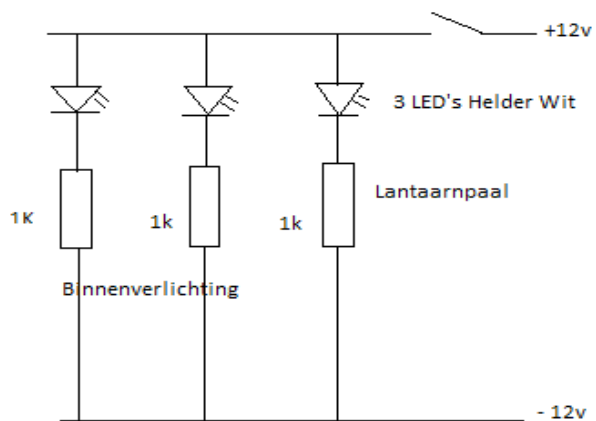 +12v
3 LED's Helder Wit
Lantaarnpaal
1K
1k
1k
Binnenverlichting
- 12v